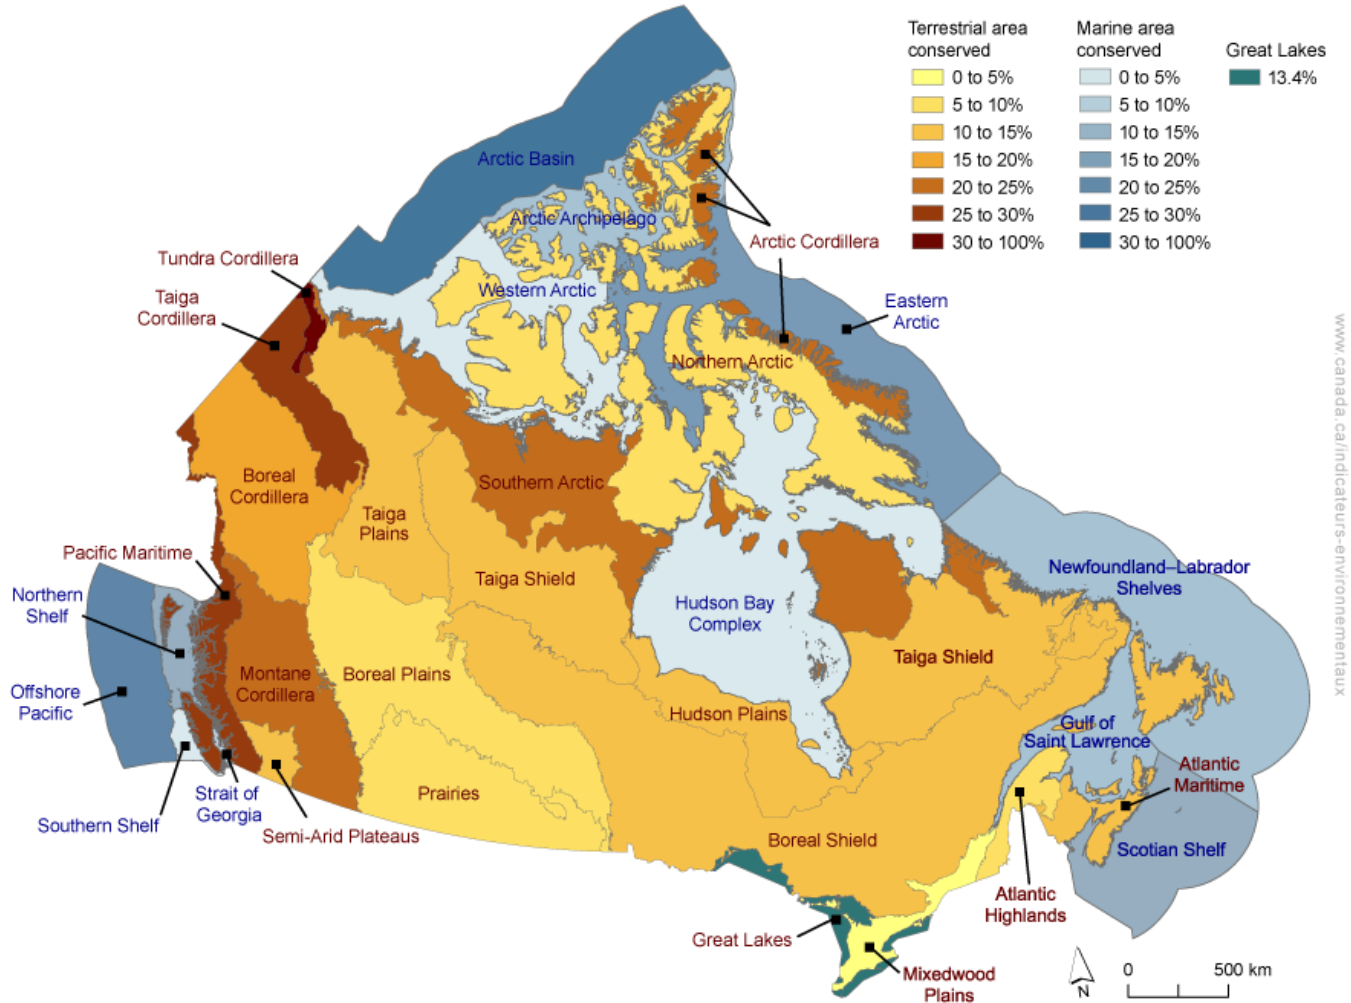 Terrestrial area
conserved
0 to 5%
5 to 10%
10 to 15%
15 to 20%
20 to 25%
25 to 30%
30 to 100%
Marine area
conserved
0 to 5%
5 to 10%
10 to 15%
15 to 20%
20 to 25%
25 to 30%
30 to 100%
Great Lakes
13.4%
Arctic Basin
Arctic Archipelago
Arctic Cordillera
Tundra Cordillera
Taiga
Cordillera
Western Arctic
Eastern
Arctic
Northern Arctic
Boreal
Cordillera
Southern Arctic
Taiga
Plains
Pacific Maritime
Northern
Shelf
Taiga Shield
Hudson Bay
Complex
Newfoundland–Labrador
Shelves
Offshore
Pacific
Montane
Cordillera
Boreal Plains
Taiga Shield
Hudson Plains
Gulf of
Saint Lawrence
Atlantic
Maritime
Strait of
Georgia
Southern Shelf
Semi-Arid Plateaus
Prairies
Boreal Shield
Scotian Shelf
Atlantic
Highlands
Great Lakes
Mixedwood
Plains
N
0 500 km
www.canada.ca/indicateurs-environnementaux